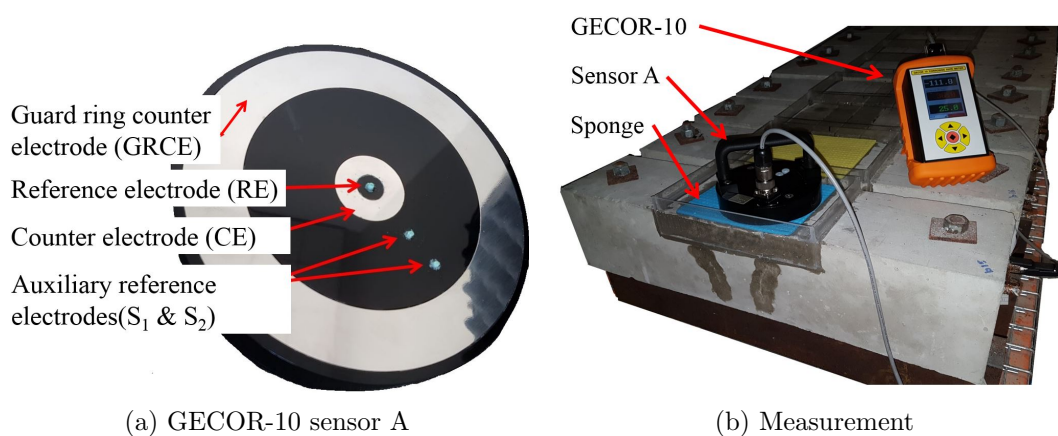 Guard ring counter
electrode (GRCE)
Reference electrode (RE)
Counter electrode (CE)
Auxiliary reference
electrodes(S₁ & S₂)
(a) GECOR-10 sensor A
GECOR-10
Sensor A
Sponge
(b) Measurement